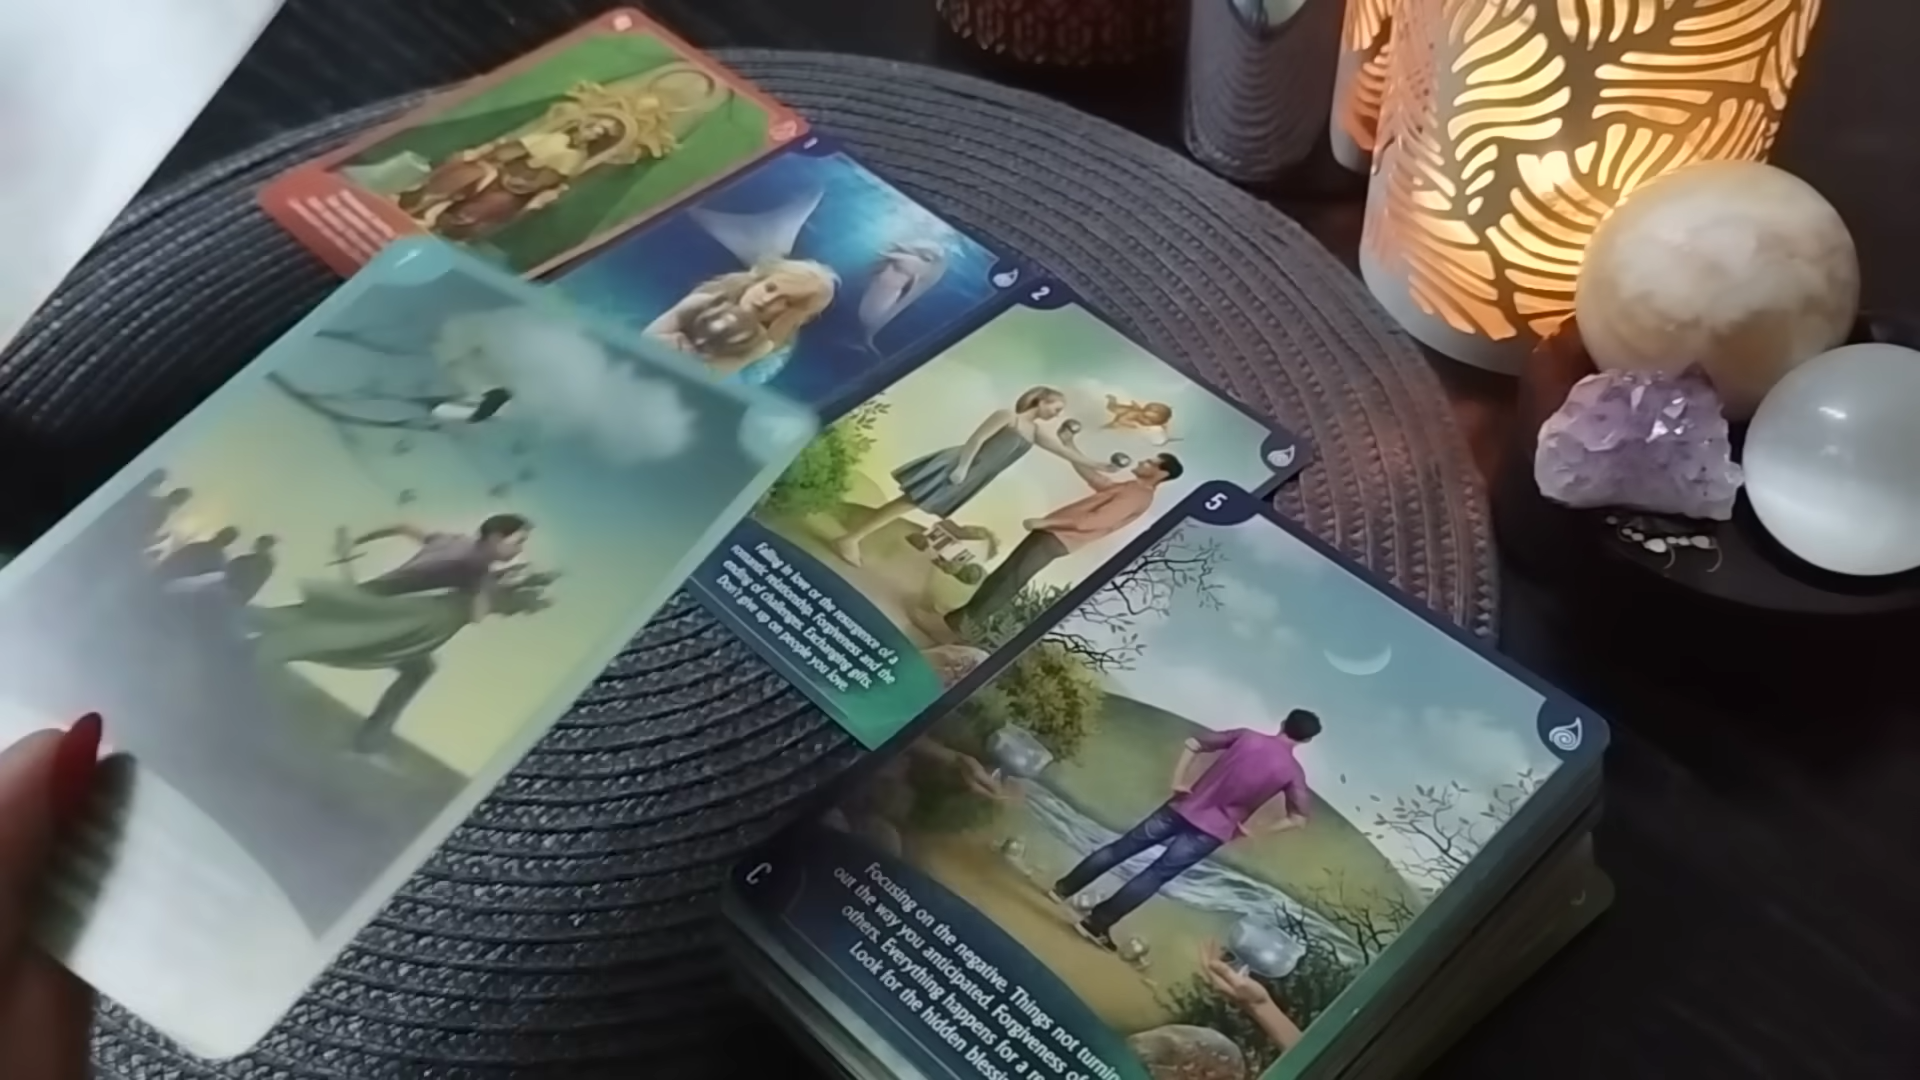 2
Falling in love or the resurgence of a
romantic relationship. Forgiveness and the
ending of challenges. Exchanging gifts.
Don't give up on people you love.
5
C
Focusing on the negative. Things not turning
out the way you anticipated. Forgiveness of
others. Everything happens for a
Look for the hidden